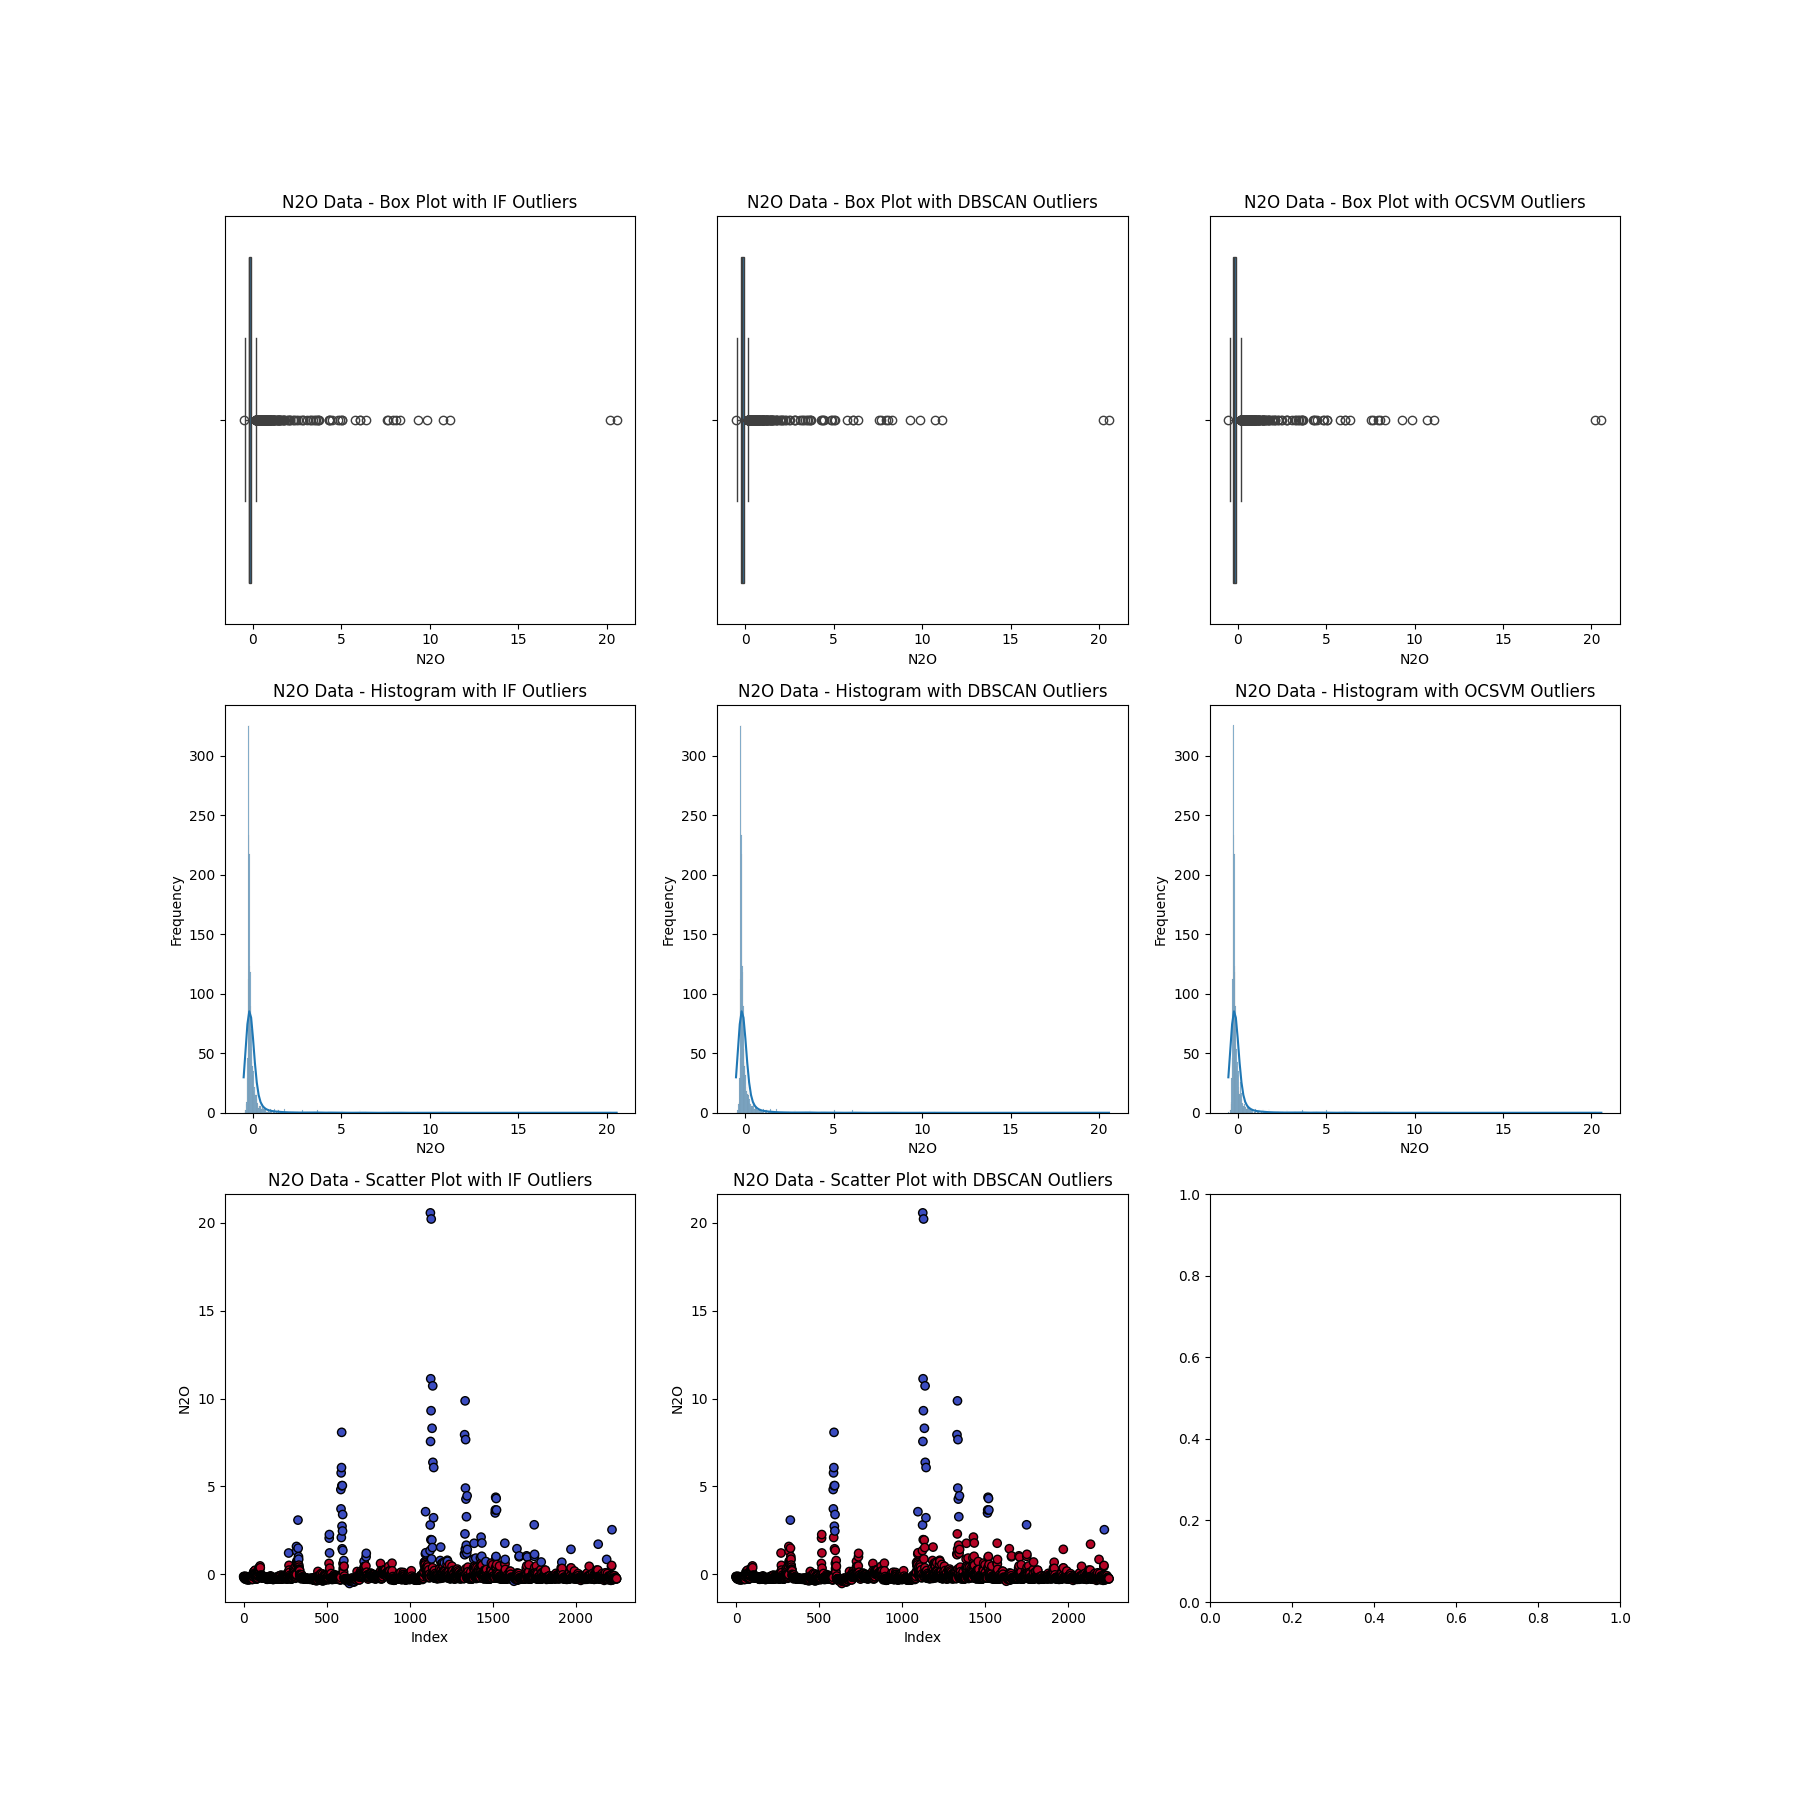 N2O Data - Box Plot with IF Outliers
N2O Data - Box Plot with DBSCAN Outliers
N2O Data - Box Plot with OCSVM Outliers
0 5 10 15 20
N2O
0 5 10 15 20
N2O
0 5 10 15 20
N2O
N2O Data - Histogram with IF Outliers
N2O Data - Histogram with DBSCAN Outliers
N2O Data - Histogram with OCSVM Outliers
300
250
200
150
100
50
0
Frequency
0 5 10 15 20
N2O
300
250
200
150
100
50
0
Frequency
0 5 10 15 20
N2O
300
250
200
150
100
50
0
Frequency
0 5 10 15 20
N2O
N2O Data - Scatter Plot with IF Outliers
N2O Data - Scatter Plot with DBSCAN Outliers
20
15
10
5
0
N2O
0 500 1000 1500 2000
Index
20
15
10
5
0
N2O
0 500 1000 1500 2000
Index
1.0
0.8
0.6
0.4
0.2
0.0
0.0 0.2 0.4 0.6 0.8 1.0